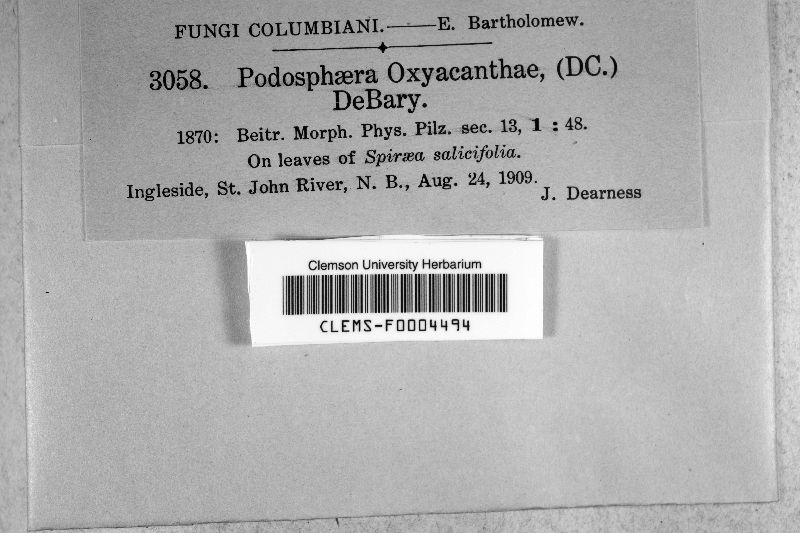 FUNGI COLUMBIANI.——E. Bartholomew.
3058. Podosphæra Oxyacanthae, (DC.)
DeBary.
1870: Beitr. Morph. Phys. Pilz. sec. 13, 1 : 48.
On leaves of Spiræa salicifolia.
Ingleside, St. John River, N. B., Aug. 24, 1909.
J. Dearness
Clemson University Herbarium
CLEMS-F0004494